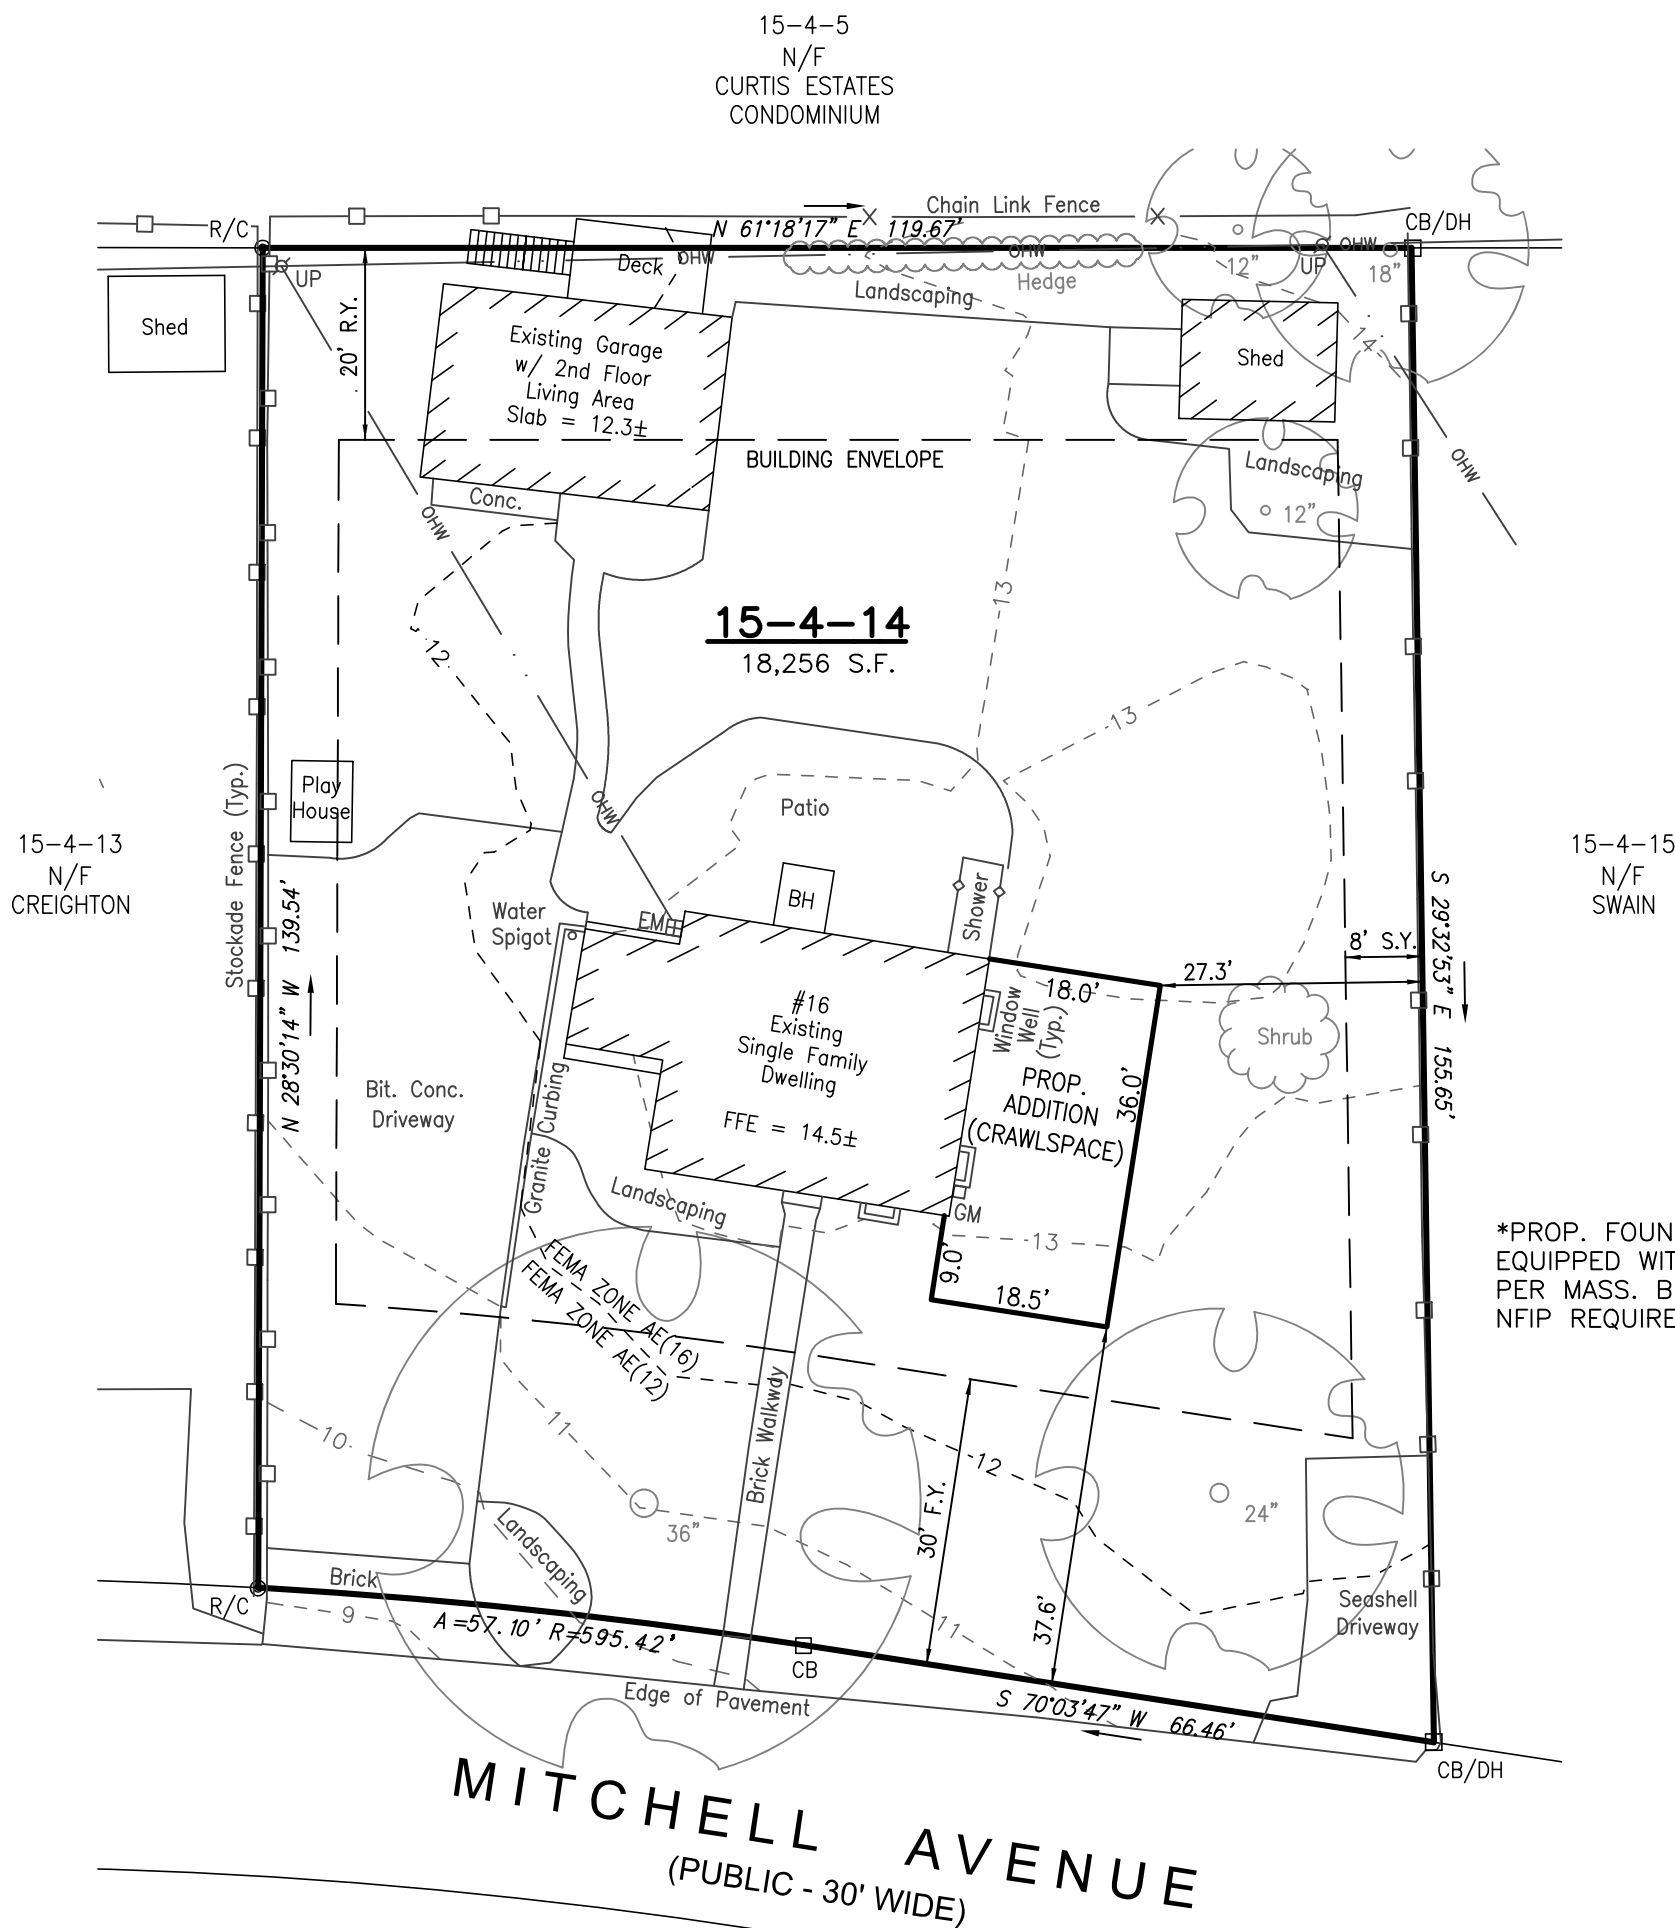 15-4-5
N/F
CURTIS ESTATES
CONDOMINIUM
Chain Link Fence
R/C
N 61°18'17" E 119.67'
CB/DH
OHW
OHW
OHW
UP
Deck
12"
UP
18"
Hedge
Landscaping
Shed
20' R.Y.
Existing Garage
w/ 2nd Floor
Living Area
Slab = 12.3±
Shed
14
BUILDING ENVELOPE
Landscaping
OHW
Conc.
12"
OHW
13
15-4-14
18,256 S.F.
12
13
Stockade Fence (Typ.)
Play
House
OHW
Patio
15-4-13
N/F
CREIGHTON
15-4-15
N/F
SWAIN
N 28°30'14" W 139.54'
BH
Shower
Water
Spigot
EM
8' S.Y.
S 29°32'53" E 155.65'
27.3'
18.0'
#16
Existing
Single Family
Dwelling
FFE = 14.5±
Window
Well
(Typ.)
Shrub
PROP.
ADDITION
(CRAWLSPACE)
36.0'
Bit. Conc.
Driveway
Granite Curbing
Landscaping
GM
13
9.0'
18.5'
*PROP. FOUN
EQUIPPED WIT
PER MASS. B
NFIP REQUIRE
FEMA ZONE AE(16)
FEMA ZONE AE(12)
10
11
Brick Walkway
12
30' F.Y.
36"
24"
Landscaping
Brick
R/C
9
A=57.10' R=595.42'
CB
11
37.6'
Seashell
Driveway
Edge of Pavement
S 70°03'47" W 66.46'
CB/DH
MITCHELL AVENUE
(PUBLIC - 30' WIDE)